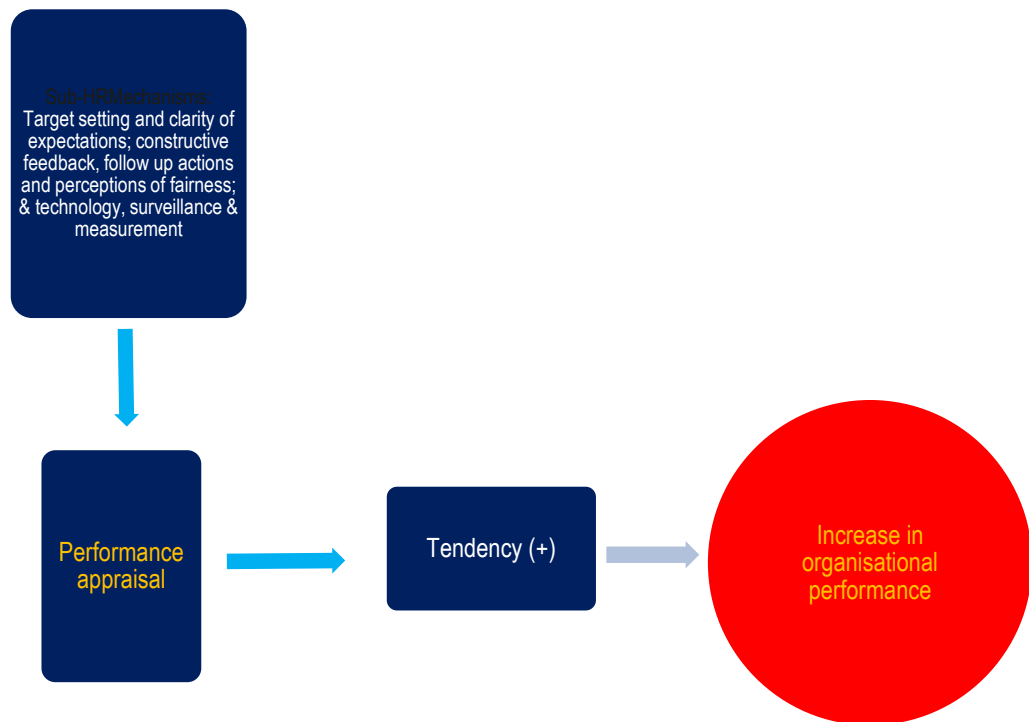 Sub-HRMechanisms:
Target setting and clarity of
expectations; constructive
feedback, follow up actions
and perceptions of fairness;
& technology, surveillance &
measurement
Performance
appraisal
Tendency (+)
Increase in
organisational
performance